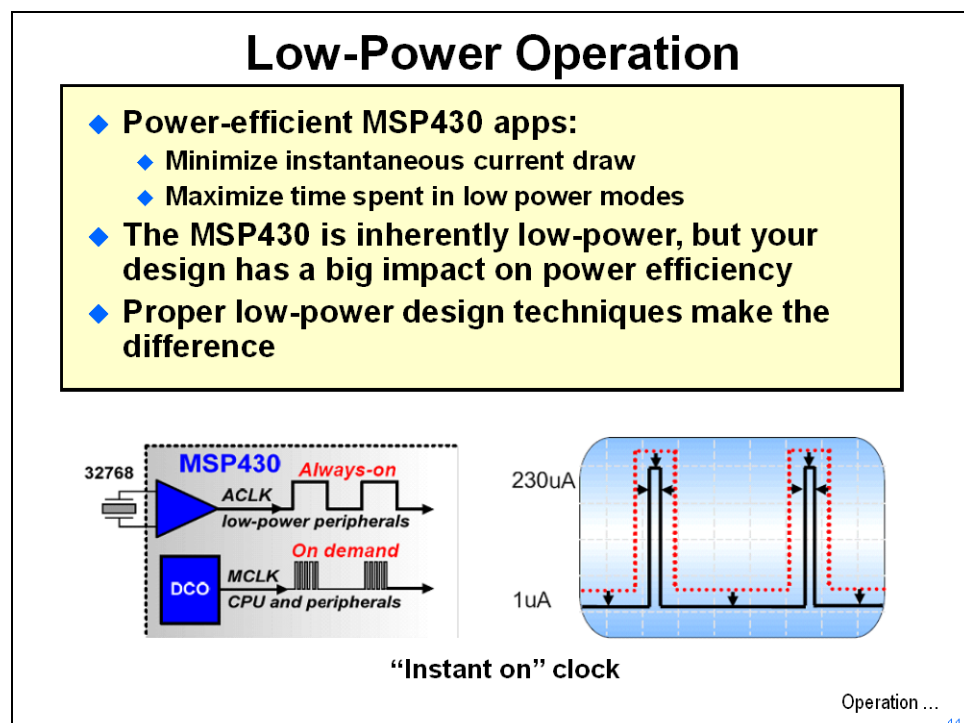 Low-Power Operation
Power-efficient MSP430 apps:
Minimize instantaneous current draw
Maximize time spent in low power modes
The MSP430 is inherently low-power, but your
design has a big impact on power efficiency
Proper low-power design techniques make the
difference
32768
MSP430
Always-on
ACLK
low-power peripherals
On demand
DCO
MCLK
CPU and peripherals
230uA
1uA
“Instant on” clock
Operation ...